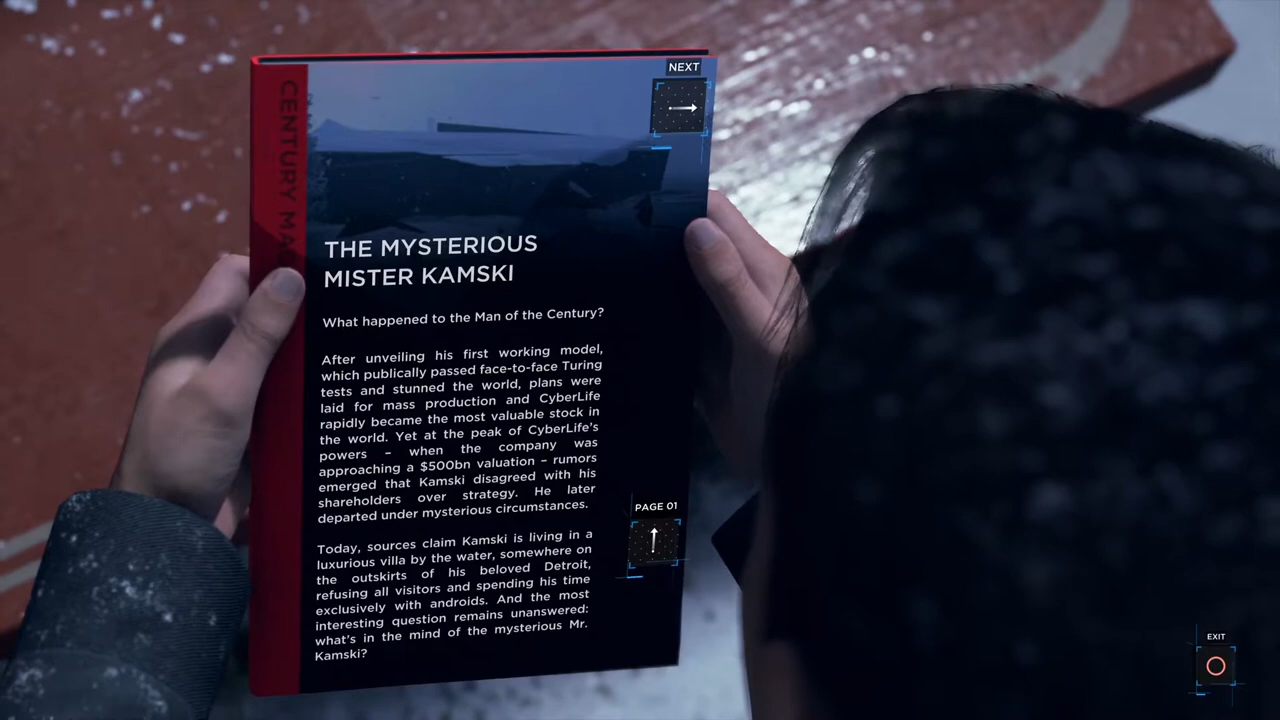 NEXT
CENTURY MA
THE MYSTERIOUS
MISTER KAMSKI
What happened to the Man of the Century?
After unveiling his first working model,
which publically passed face-to-face Turing
tests and stunned the world, plans were
laid for mass production and CyberLife
rapidly became the most valuable stock in
the world. Yet at the peak of CyberLife's
powers – when the company was
approaching a $500bn valuation – rumors
emerged that Kamski disagreed with his
shareholders over strategy. He later
departed under mysterious circumstances.
Today, sources claim Kamski is living in a
luxurious villa by the water, somewhere on
the outskirts of his beloved Detroit,
refusing all visitors and spending his time
exclusively with androids. And the most
interesting question remains unanswered:
what's in the mind of the mysterious Mr.
Kamski?
PAGE 01
EXIT